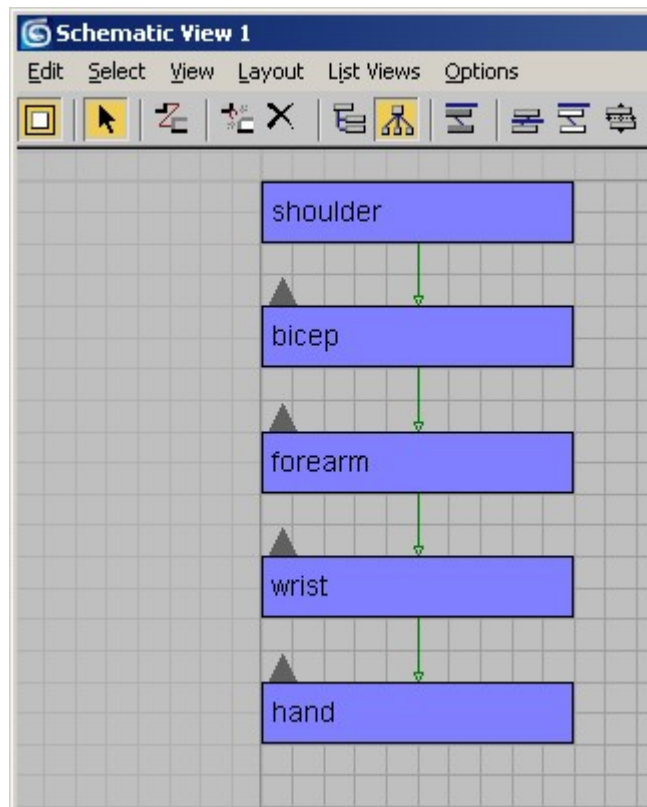 Schematic View 1
Edit Select View Layout List Views Options
shoulder
bicep
forearm
wrist
hand